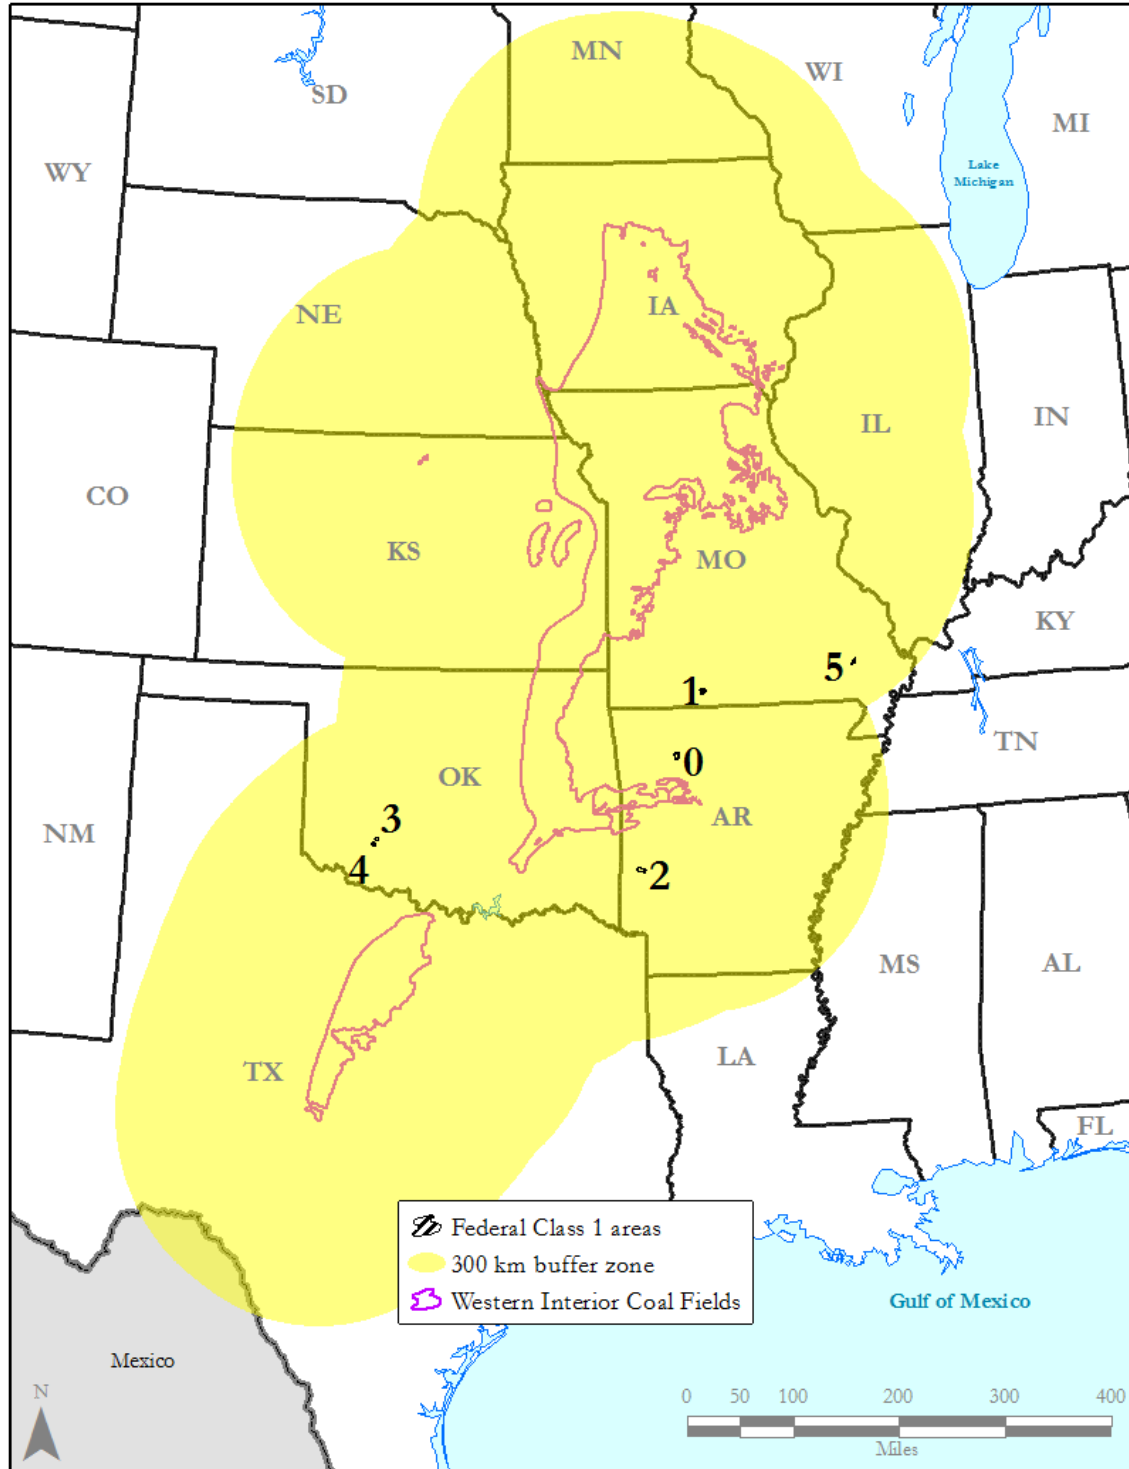 MN
WI
SD
MI
WY
Lake
Michigan
NE
IA
IL
IN
CO
KS
MO
KY
5
1
TN
0
OK
AR
NM
3
4
2
MS
AL
LA
TX
FL
Federal Class 1 areas
300 km buffer zone
Western Interior Coal Fields
Gulf of Mexico
Mexico
N
0 50 100 200 300 400
Miles